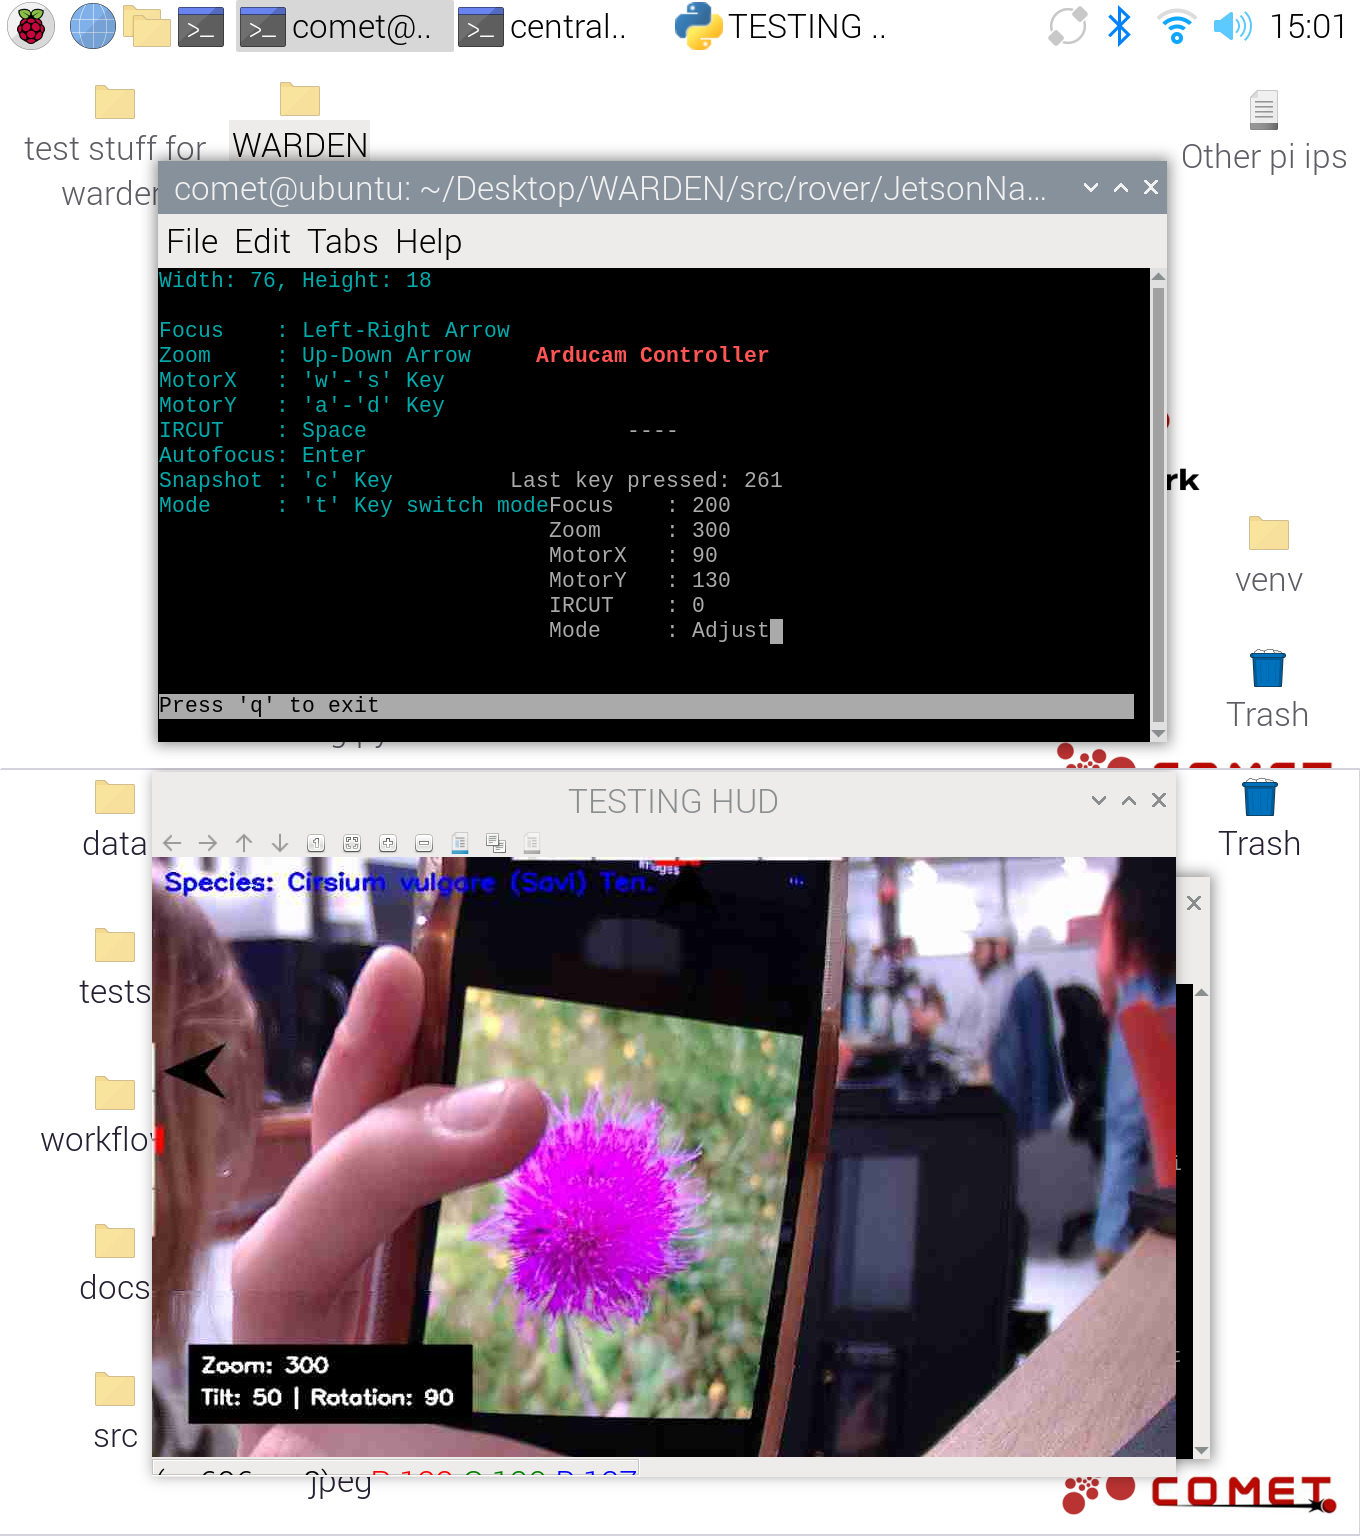 comet@..
central..
TESTING ..
15:01
test stuff for
warden
WARDEN
Other pi ips
comet@ubuntu: ~/Desktop/WARDEN/src/rover/JetsonNa...
File Edit Tabs Help
Width: 76, Height: 18
Focus : Left-Right Arrow
Zoom : Up-Down Arrow Arducam Controller
MotorX : 'w'-'s' Key
MotorY : 'a'-'d' Key
IRCUT : Space ----
Autofocus: Enter
Snapshot : 'c' Key Last key pressed: 261
Mode : 't' Key switch modeFocus : 200
Zoom : 300
MotorX : 90
MotorY : 130
IRCUT : 0
Mode : Adjust
Press 'q' to exit
rk
venv
Trash
data
TESTING HUD
Trash
Species: Cirsium vulgare (Savi) Ten.
tests
workflo
docs
src
Zoom: 300
Tilt: 50 | Rotation: 90
jpeg
COMET